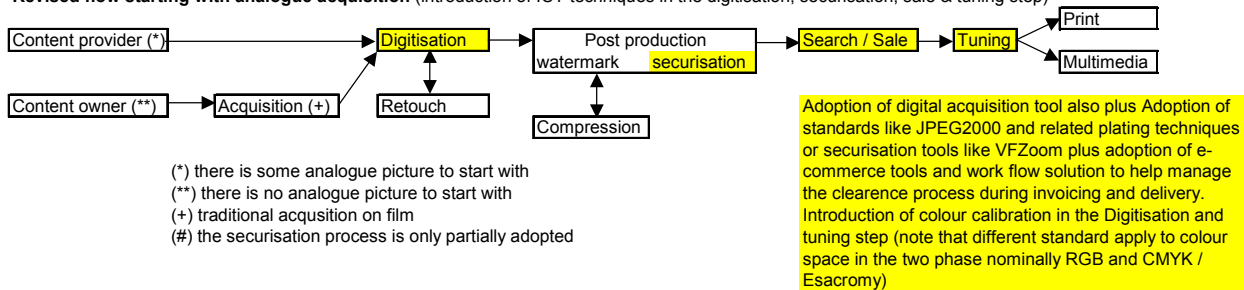 Revised flow starting with analogue acquisition (introduction of ICT techniques in the digitisation, securisation, sale & tuning step)
Print
Content provider (*)
Digitisation
Post production
Search / Sale
Tuning
watermark securisation
Multimedia
Content owner (**)
Acquisition (+)
Retouch
Compression
(*) there is some analogue picture to start with
(**) there is no analogue picture to start with
(+) traditional acqusition on film
(#) the securisation process is only partially adopted
Adoption of digital acquisition tool also plus Adoption of
standards like JPEG2000 and related plating techniques
or securisation tools like VFZoom plus adoption of e-
commerce tools and work flow solution to help manage
the clearence process during invoicing and delivery.
Introduction of colour calibration in the Digitisation and
tuning step (note that different standard apply to colour
space in the two phase nominally RGB and CMYK /
Esacromy)